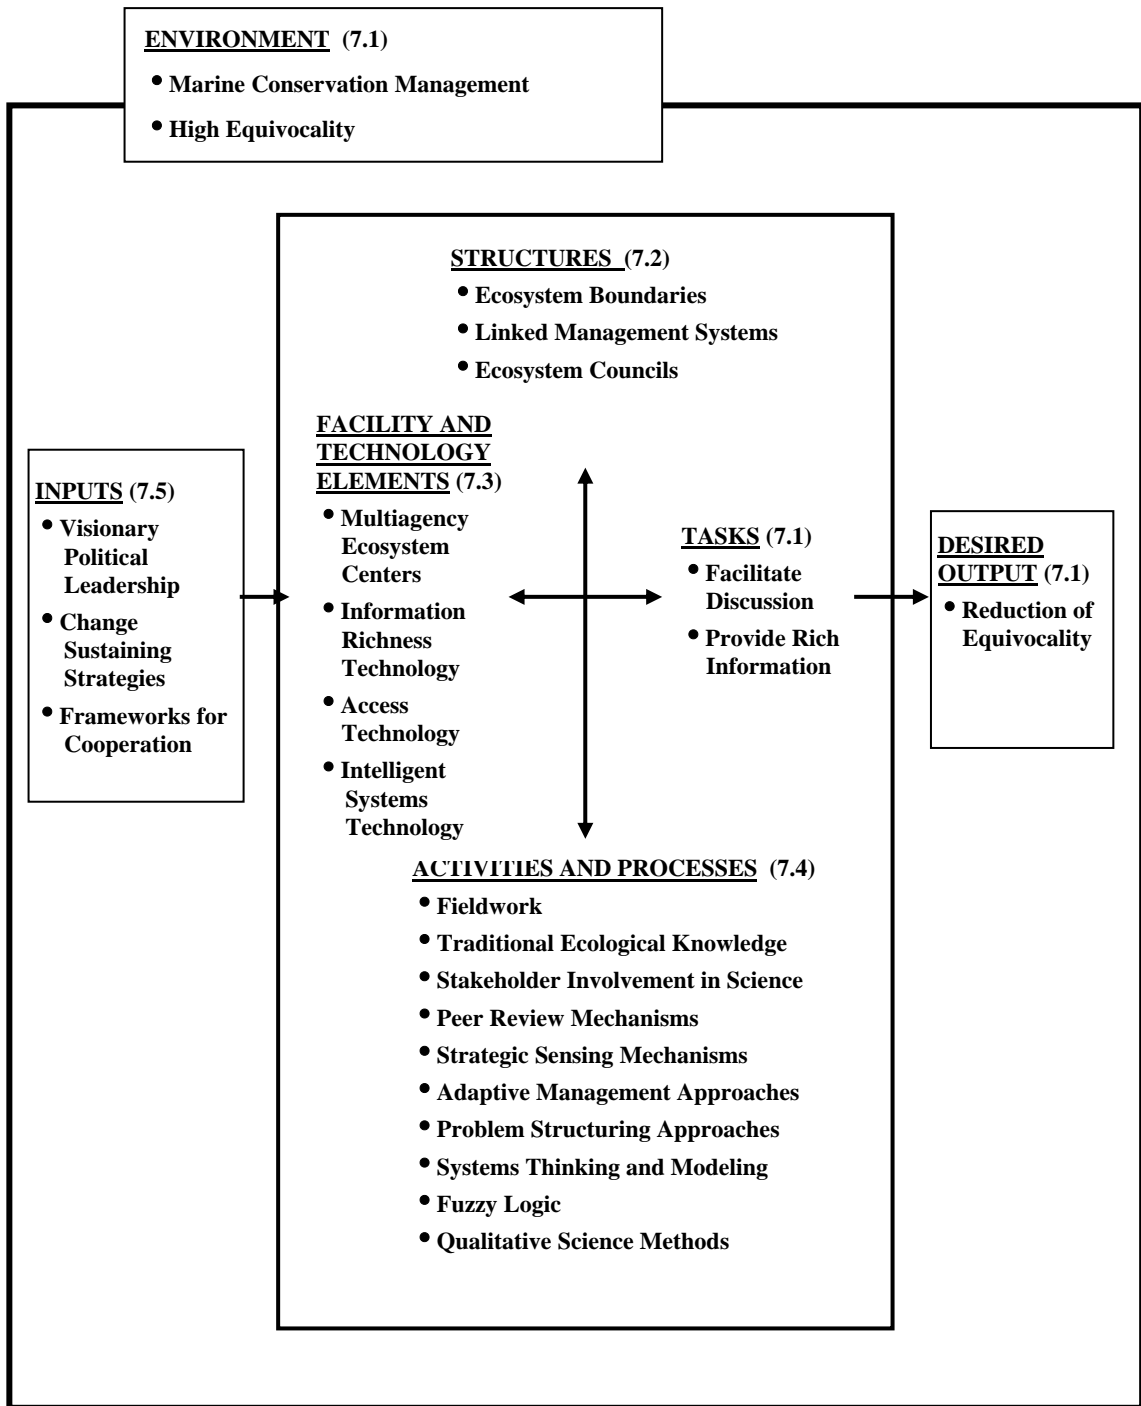 ENVIRONMENT (7.1)
• Marine Conservation Management
• High Equivocality
STRUCTURES (7.2)
• Ecosystem Boundaries
• Linked Management Systems
• Ecosystem Councils
FACILITY AND
TECHNOLOGY
ELEMENTS (7.3)
• Multiagency
Ecosystem
Centers
• Information
Richness
Technology
• Access
Technology
• Intelligent
Systems
Technology
INPUTS (7.5)
• Visionary
Political
Leadership
• Change
Sustaining
Strategies
• Frameworks for
Cooperation
TASKS (7.1)
• Facilitate
Discussion
• Provide Rich
Information
DESIRED
OUTPUT (7.1)
• Reduction of
Equivocality
ACTIVITIES AND PROCESSES (7.4)
• Fieldwork
• Traditional Ecological Knowledge
• Stakeholder Involvement in Science
• Peer Review Mechanisms
• Strategic Sensing Mechanisms
• Adaptive Management Approaches
• Problem Structuring Approaches
• Systems Thinking and Modeling
• Fuzzy Logic
• Qualitative Science Methods